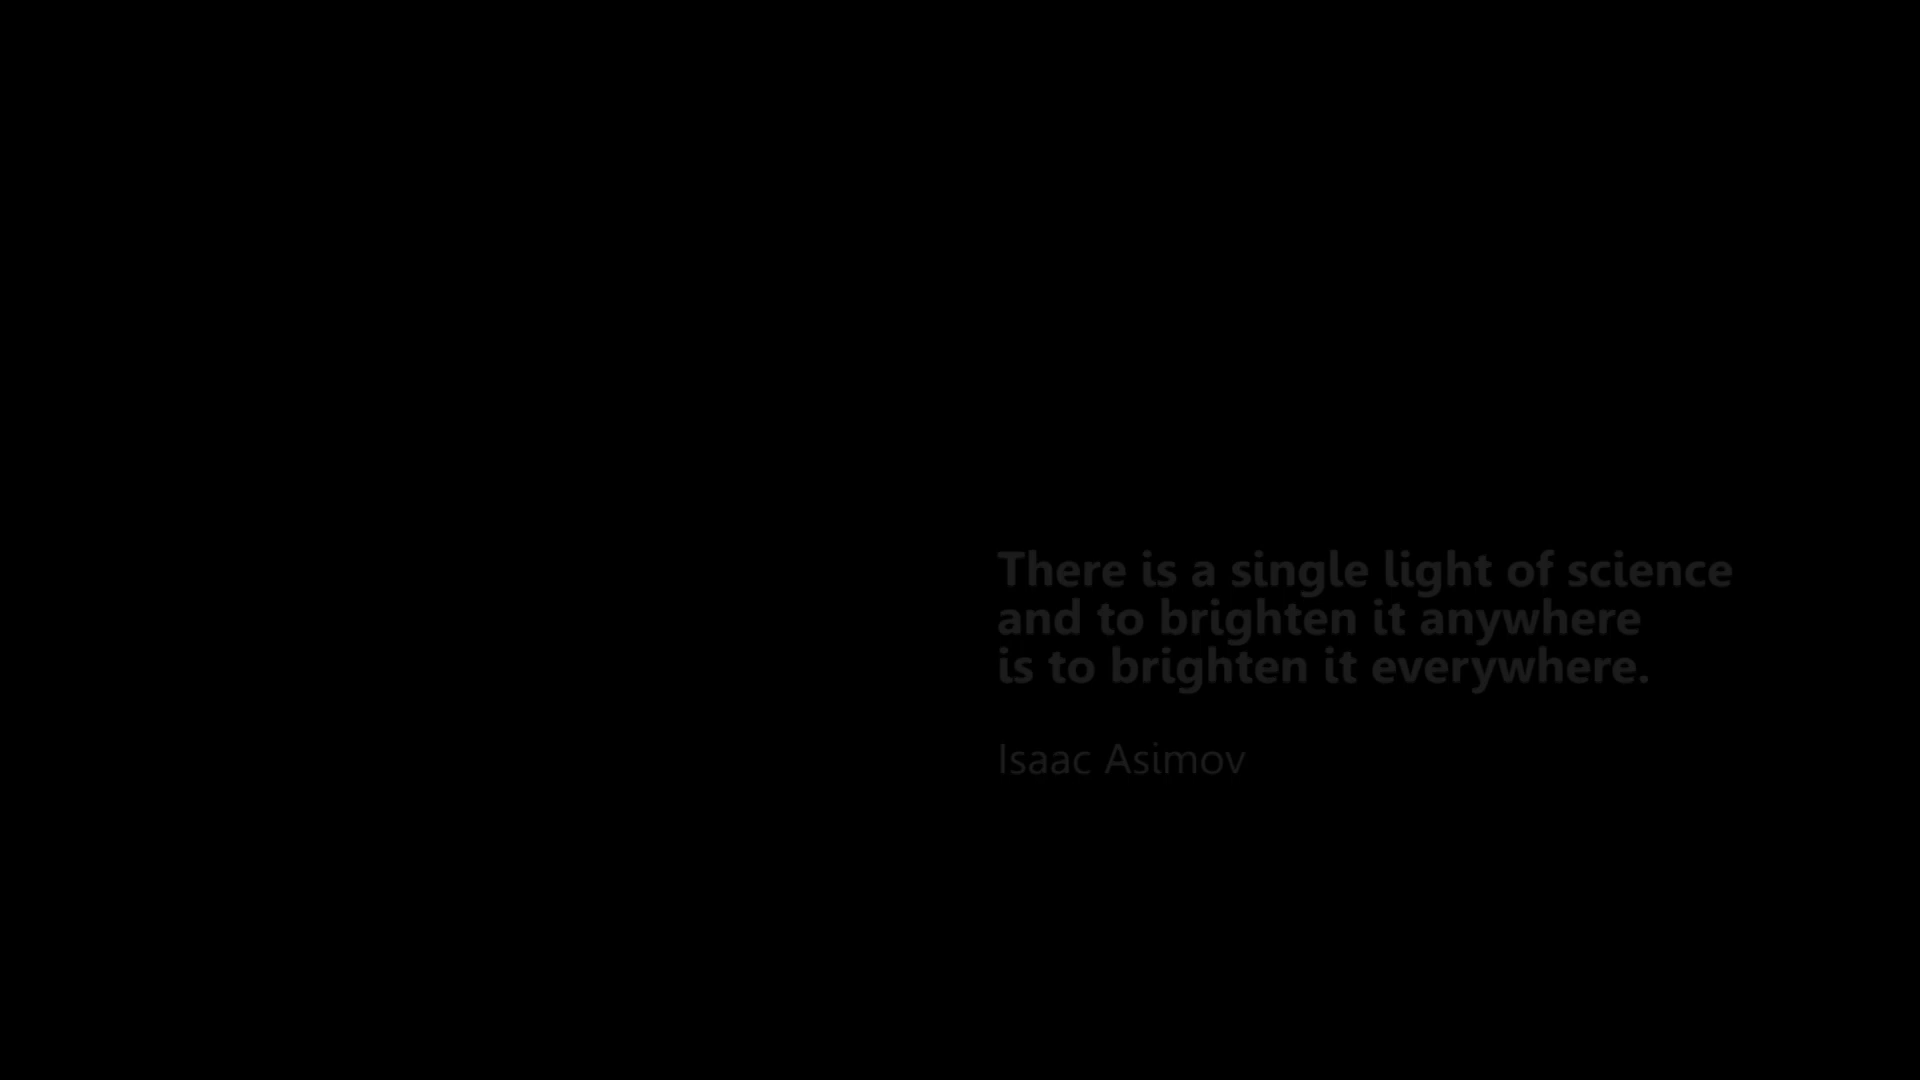 There is a single light of science
and to brighten it anywhere
is to brighten it everywhere.
Isaac Asimov